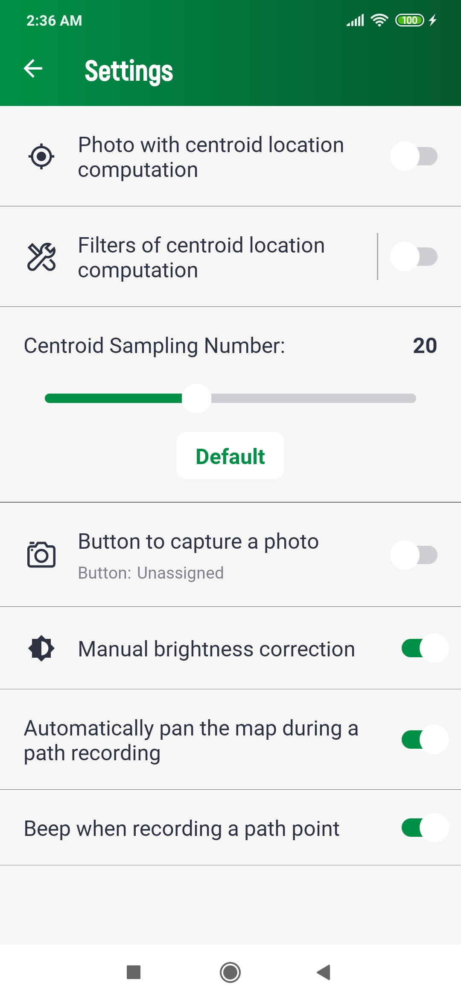 2:36 AM
100
Settings
Photo with centroid location
computation
Filters of centroid location
computation
Centroid Sampling Number:
20
Default
Button to capture a photo
Button: Unassigned
Manual brightness correction
Automatically pan the map during a
path recording
Beep when recording a path point